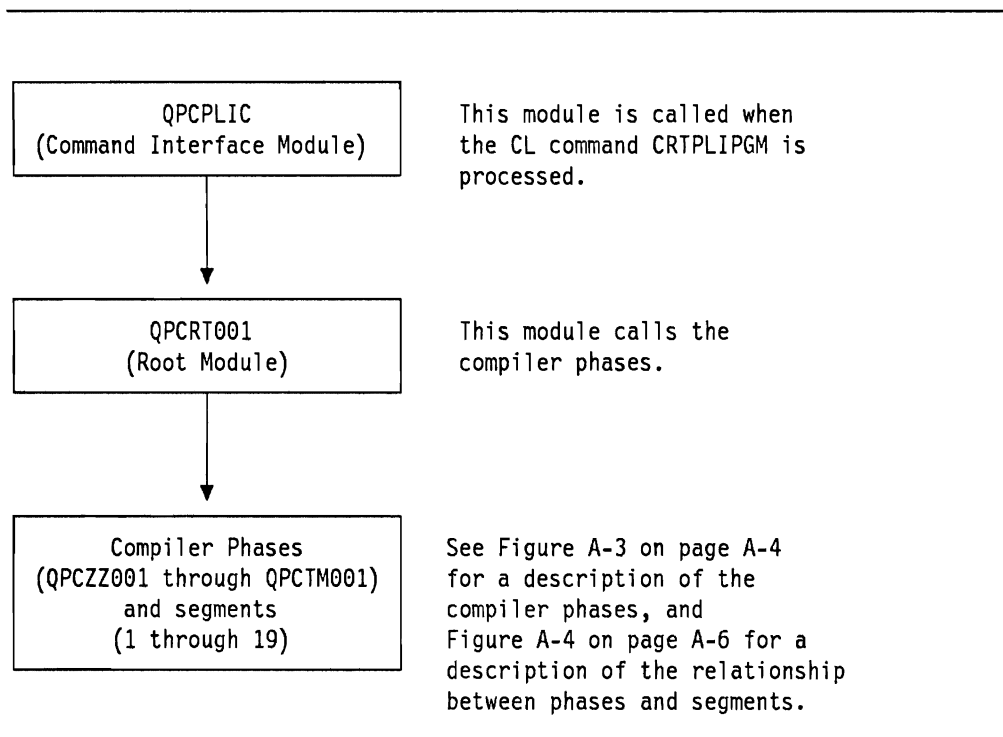 QPCPLIC
(Command Interface Module)
This module is called when
the CL command CRTPLIPGM is
processed.
QPCRT001
(Root Module)
This module calls the
compiler phases.
Compiler Phases
(QPCZZ001 through QPCTM001)
and segments
(1 through 19)
See Figure A-3 on page A-4
for a description of the
compiler phases, and
Figure A-4 on page A-6 for a
description of the relationship
between phases and segments.